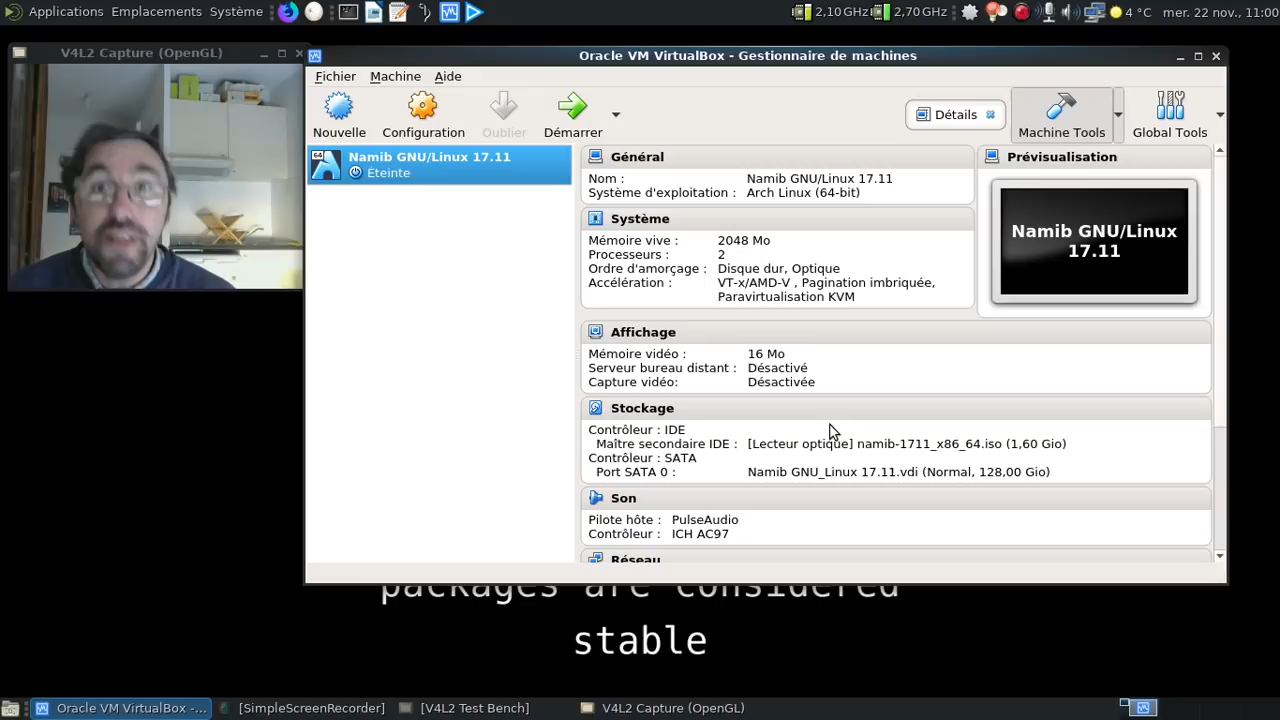 Applications Emplacements Système
2,10 GHz 2,70 GHz 4 °C mer. 22 nov., 11:00
V4L2 Capture (OpenGL)
Oracle VM VirtualBox - Gestionnaire de machines
Fichier Machine Aide
Nouvelle Configuration Oublier Démarrer Détails Machine Tools Global Tools
64 Namib GNU/Linux 17.11
Éteinte
Général
Nom : Namib GNU/Linux 17.11
Système d'exploitation : Arch Linux (64-bit)
Système
Mémoire vive : 2048 Mo
Processeurs : 2
Ordre d'amorçage : Disque dur, Optique
Accélération : VT-x/AMD-V , Pagination imbriquée,
Paravirtualisation KVM
Prévisualisation
Namib GNU/Linux
17.11
Affichage
Mémoire vidéo : 16 Mo
Serveur bureau distant : Désactivé
Capture vidéo: Désactivée
Stockage
Contrôleur : IDE
Maître secondaire IDE : [Lecteur optique] namib-1711_x86_64.iso (1,60 Gio)
Contrôleur : SATA
Port SATA 0 : Namib GNU_Linux 17.11.vdi (Normal, 128,00 Gio)
Son
Pilote hôte : PulseAudio
Contrôleur : ICH AC97
Réseau
packages are considered
stable
Oracle VM VirtualBox -... [SimpleScreenRecorder] [V4L2 Test Bench] V4L2 Capture (OpenGL)